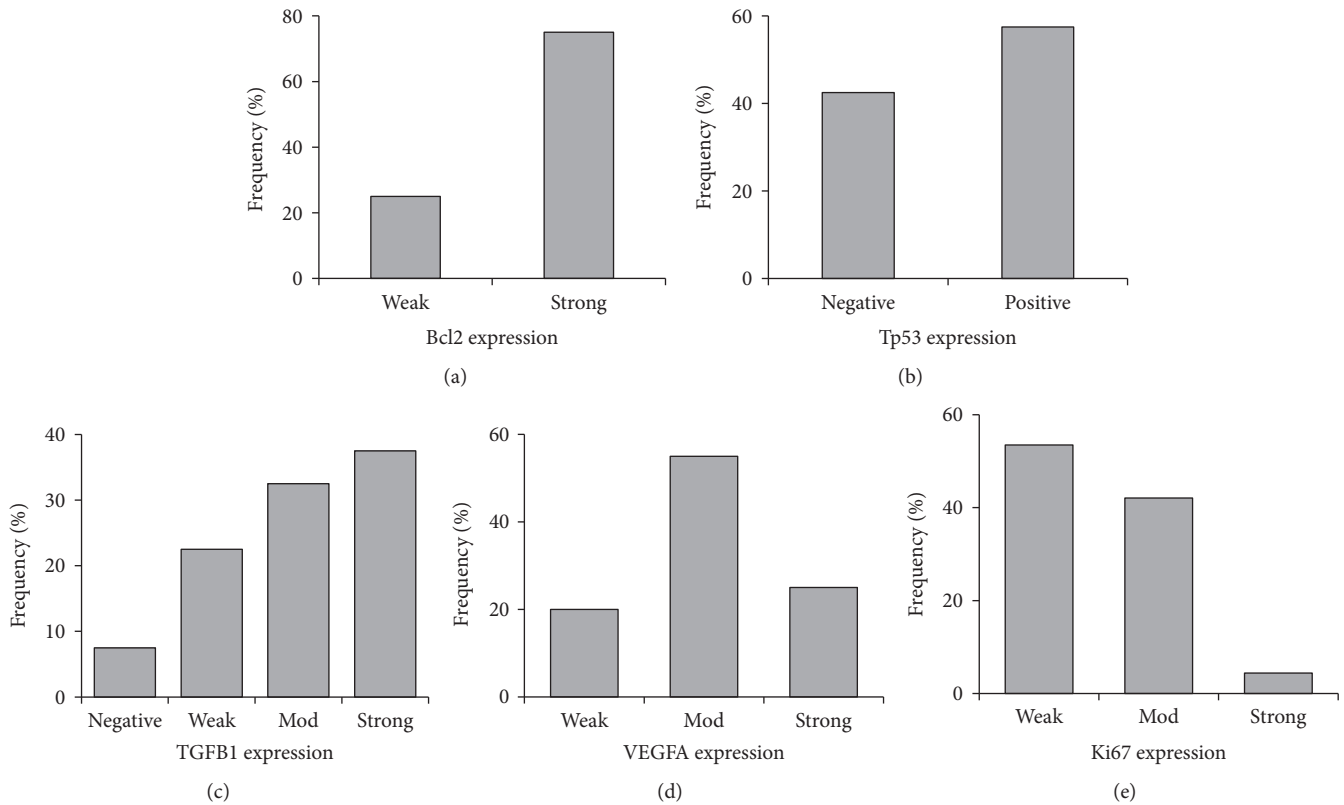 80
60
40
20
0
Frequency (%)
Weak
Strong
Bcl2 expression
(a)
60
40
20
0
Frequency (%)
Negative
Positive
Tp53 expression
(b)
40
30
20
10
0
Frequency (%)
Negative
Weak
Mod
Strong
TGFB1 expression
(c)
60
40
20
0
Frequency (%)
Weak
Mod
Strong
VEGFA expression
(d)
60
40
20
0
Frequency (%)
Weak
Mod
Strong
Ki67 expression
(e)